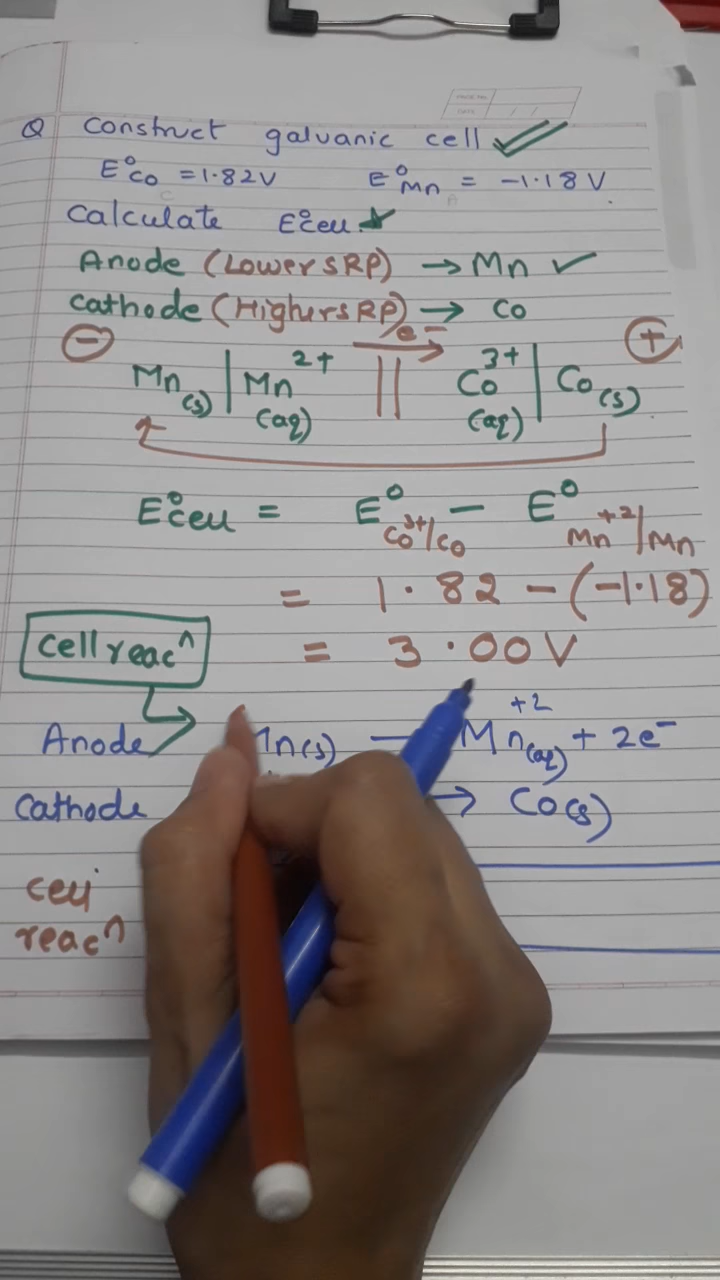 Q Construct galvanic cell
E°Co = 1.82V E°Mn = -1.18 V.
Calculate E°cell.
Anode (Lower SRP) → Mn ✓
Cathode (Higher SRP) → Co
e⁻
⊖ Mn(s) | Mn²⁺(aq) || Co³⁺(aq) | Co(s) ⊕
E°cell = E°Co³⁺/Co - E°Mn⁺²/Mn
= 1.82 - (-1.18)
= 3.00 V
cell reacⁿ
Anode Mn(s) — Mn⁺²(aq) + 2e⁻
Cathode → Co(s)
cell
reacⁿ